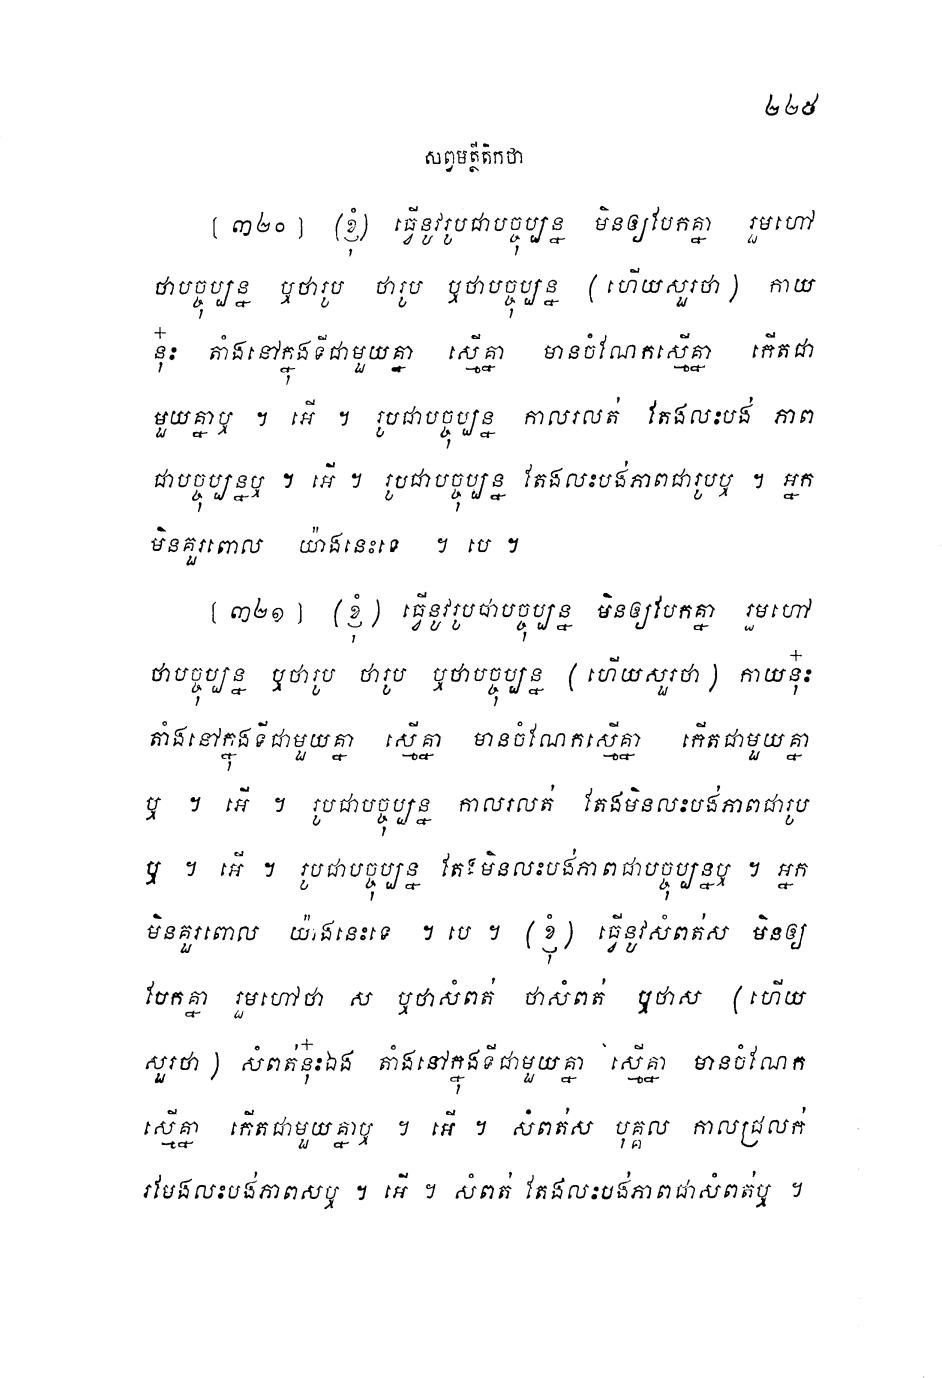 ២២៥
សព្វមត្ថីតិកថា
[ ៣២០ ] (ខ្ញុំ) ធ្វើនូវរូបជាបច្ចុប្បន្ន មិនឲ្យបែកគ្នា រួមហៅ
ថាបច្ចុប្បន្ន ឬថារូប ថារូប ឬថាបច្ចុប្បន្ន (ហើយសួរថា) កាយ
នុ៎ះ តាំងនៅក្នុងទីជាមួយគ្នា ស្មើគ្នា មានចំណែកស្មើគ្នា កើតជា
មួយគ្នាឬ ។ អើ ។ រូបជាបច្ចុប្បន្ន កាលរលត់ តែងលះបង់ ភាព
ជាបច្ចុប្បន្នឬ ។ អើ ។ រូបជាបច្ចុប្បន្ន តែងលះបង់ភាពជារូបឬ ។ អ្នក
មិនគួរពោល យ៉ាងនេះទេ ។ បេ ។
[ ៣២១ ] (ខ្ញុំ) ធ្វើនូវរូបជាបច្ចុប្បន្ន មិនឲ្យបែកគ្នា រួមហៅ
ថាបច្ចុប្បន្ន ឬថារូប ថារូប ឬថាបច្ចុប្បន្ន (ហើយសួរថា) កាយនុ៎ះ
តាំងនៅក្នុងទីជាមួយគ្នា ស្មើគ្នា មានចំណែកស្មើគ្នា កើតជាមួយគ្នា
ឬ ។ អើ ។ រូបជាបច្ចុប្បន្ន កាលរលត់ តែងមិនលះបង់ភាពជារូប
ឬ ។ អើ ។ រូបជាបច្ចុប្បន្ន តែងមិនលះបង់ភាពជាបច្ចុប្បន្នឬ ។ អ្នក
មិនគួរពោល យ៉ាងនេះទេ ។ បេ ។ (ខ្ញុំ) ធ្វើនូវសំពត់ស មិនឲ្យ
បែកគ្នា រួមហៅថា ស ឬថាសំពត់ ថាសំពត់ ឬថាស (ហើយ
សួរថា) សំពត់នុ៎ះឯង តាំងនៅក្នុងទីជាមួយគ្នា ស្មើគ្នា មានចំណែក
ស្មើគ្នា កើតជាមួយគ្នាឬ ។ អើ ។ សំពត់ស បុគ្គល កាលជ្រលក់
រមែងលះបង់ភាពសឬ ។ អើ ។ សំពត់ តែងលះបង់ភាពជាសំពត់ឬ ។